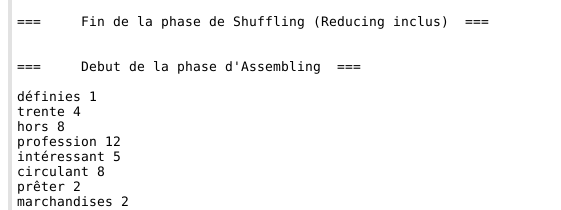 ===     Fin de la phase de Shuffling (Reducing inclus)  ===
===     Debut de la phase d'Assembling  ===
définies 1
trente 4
hors 8
profession 12
intéressant 5
circulant 8
prêter 2
marchandises 2